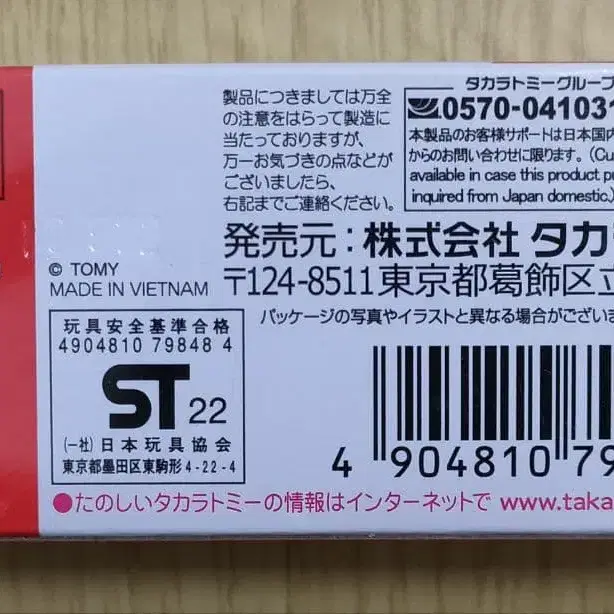 製品につきましては万全
の注意をはらって製造に
当たっておりますが、
万一お気づきの点などが
ございましたら、
右記までご連絡ください。
タカラトミーグループ
0570-04103
本製品のお客様サポートは日本国内
からのお問い合わせに限ります。(Cu
available in case this product pu
inquired from Japan domestic.)
発売元：株式会社 タカ
〒124-8511東京都葛飾区立
パッケージの写真やイラストと異なる場合がござい
© TOMY
MADE IN VIETNAM
玩具安全基準合格
4904810 79848 4
ST 22
(一社)日本玩具協会
東京都墨田区東駒形4-22-4
4 904810 79
●たのしいタカラトミーの情報はインターネットで www.taka